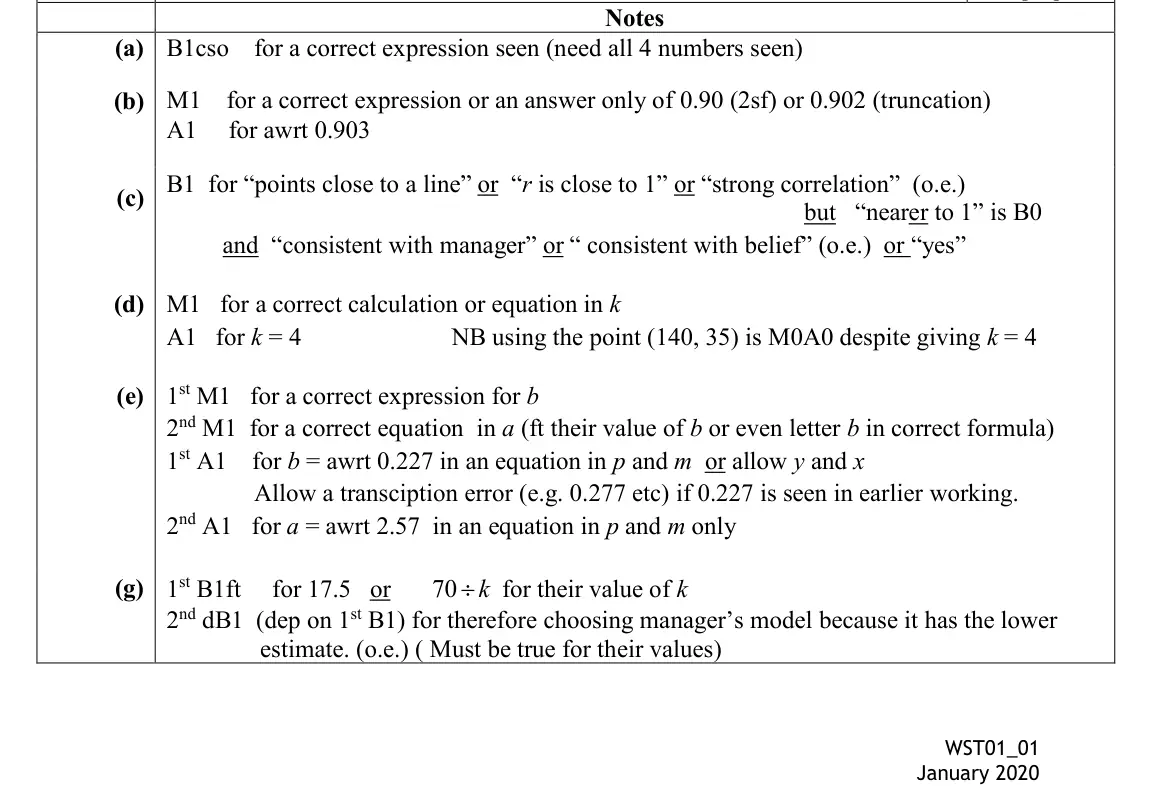 Notes
(a) B1cso for a correct expression seen (need all 4 numbers seen)
(b) M1 for a correct expression or an answer only of 0.90 (2sf) or 0.902 (truncation)
A1 for awrt 0.903
(c) B1 for “points close to a line” or “r is close to 1” or “strong correlation” (o.e.)
but “nearer to 1” is B0
and “consistent with manager” or “ consistent with belief” (o.e.) or “yes”
(d) M1 for a correct calculation or equation in k
A1 for k = 4 NB using the point (140, 35) is M0A0 despite giving k = 4
(e) 1st M1 for a correct expression for b
2nd M1 for a correct equation in a (ft their value of b or even letter b in correct formula)
1st A1 for b = awrt 0.227 in an equation in p and m or allow y and x
Allow a transciption error (e.g. 0.277 etc) if 0.227 is seen in earlier working.
2nd A1 for a = awrt 2.57 in an equation in p and m only
(g) 1st B1ft for 17.5 or 70 ÷ k for their value of k
2nd dB1 (dep on 1st B1) for therefore choosing manager’s model because it has the lower
estimate. (o.e.) ( Must be true for their values)
WST01_01
January 2020